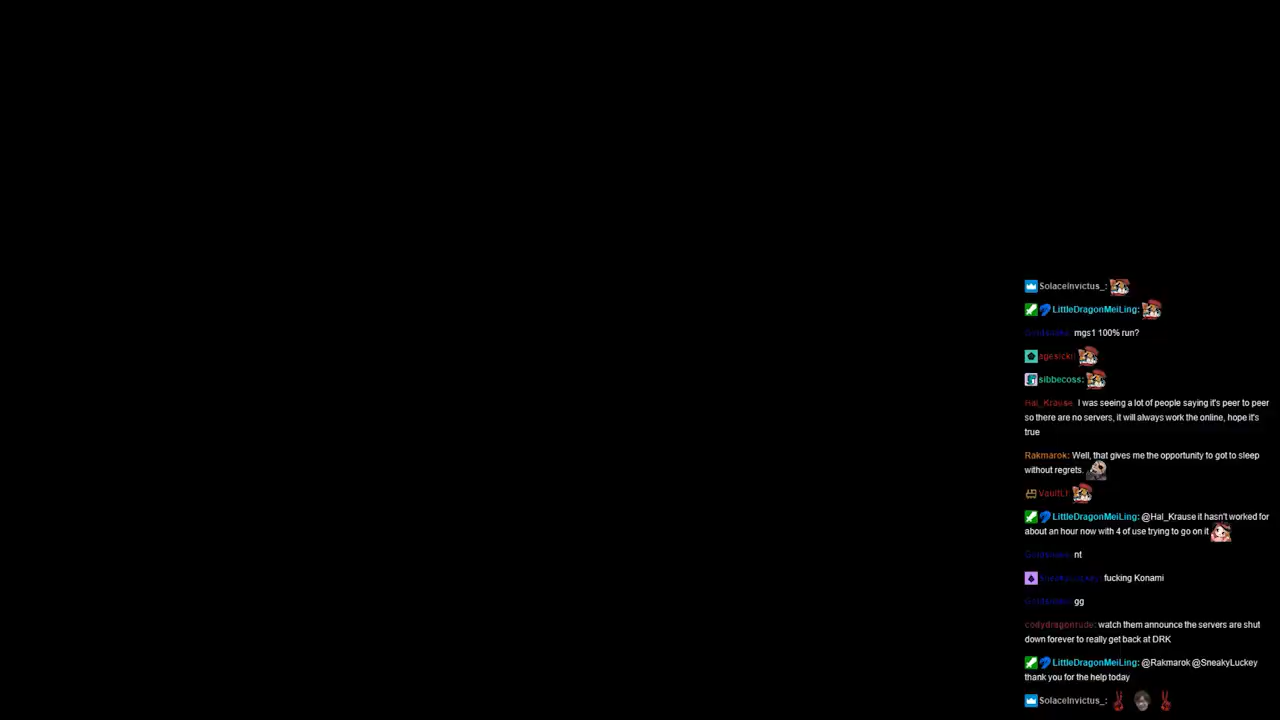 SolaceInvictus_:
LittleDragonMeiLing:
mgs1 100% run?
agesicki:
sibbecoss:
Hal_Krause: I was seeing a lot of people saying it's peer to peer
so there are no servers, it will always work the online, hope it's
true
Rakmarok: Well, that gives me the opportunity to got to sleep
without regrets.
LittleDragonMeiLing: @Hal_Krause it hasn't worked for
about an hour now with 4 of use trying to go on it
nt
fucking Konami
gg
codydragonrude: watch them announce the servers are shut
down forever to really get back at DRK
LittleDragonMeiLing: @Rakmarok @SneakyLuckey
thank you for the help today
SolaceInvictus_: